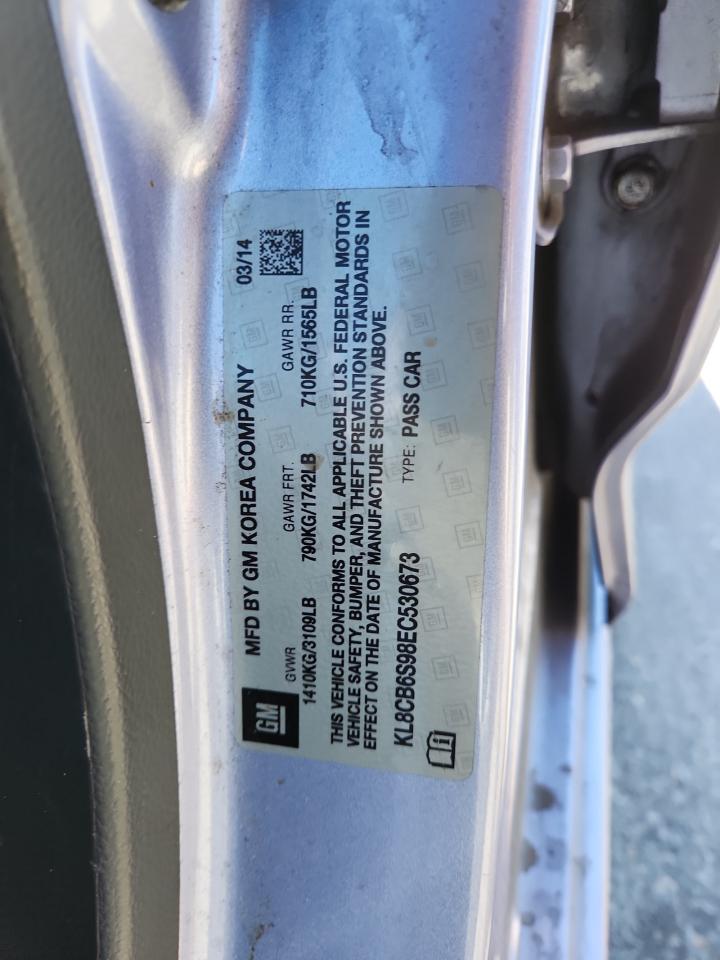 GM
MFD BY GM KOREA COMPANY 03/14
GVWR GAWR FRT. GAWR RR.
1410KG/3109LB 790KG/1742LB 710KG/1565LB
THIS VEHICLE CONFORMS TO ALL APPLICABLE U.S. FEDERAL MOTOR
VEHICLE SAFETY, BUMPER, AND THEFT PREVENTION STANDARDS IN
EFFECT ON THE DATE OF MANUFACTURE SHOWN ABOVE.
KL8CB6S98EC530673 TYPE: PASS CAR